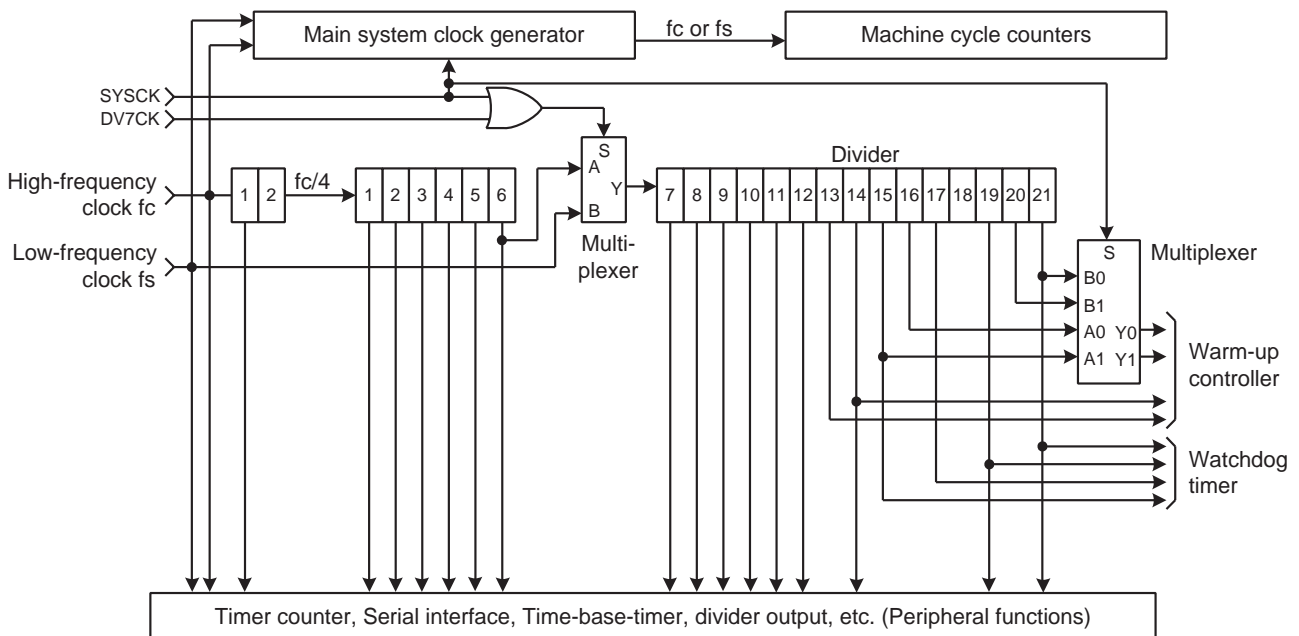 Main system clock generator
fc or fs
Machine cycle counters
SYSCK
DV7CK
High-frequency
clock fc
1 2
fc/4
1 2 3 4 5 6
S
A
Y
B
Multi-
plexer
Divider
7 8 9 10 11 12 13 14 15 16 17 18 19 20 21
Low-frequency
clock fs
S
B0
B1
A0 Y0
A1 Y1
Multiplexer
Warm-up
controller
Watchdog
timer
Timer counter, Serial interface, Time-base-timer, divider output, etc. (Peripheral functions)